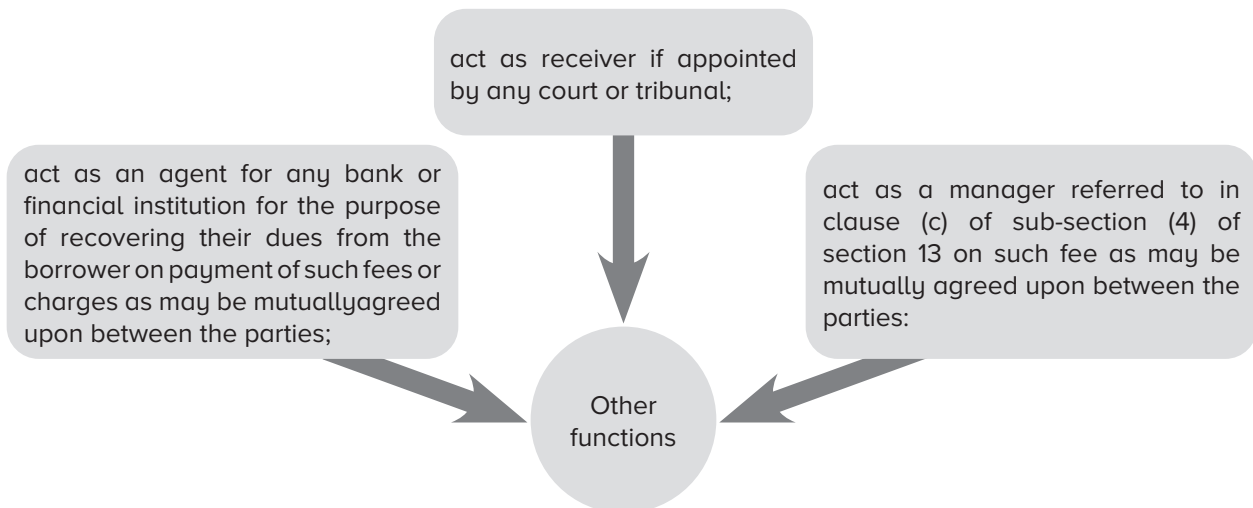 act as receiver if appointed
by any court or tribunal;
act as an agent for any bank or
financial institution for the purpose
of recovering their dues from the
borrower on payment of such fees or
charges as may be mutuallyagreed
upon between the parties;
act as a manager referred to in
clause (c) of sub-section (4) of
section 13 on such fee as may be
mutually agreed upon between the
parties:
Other
functions